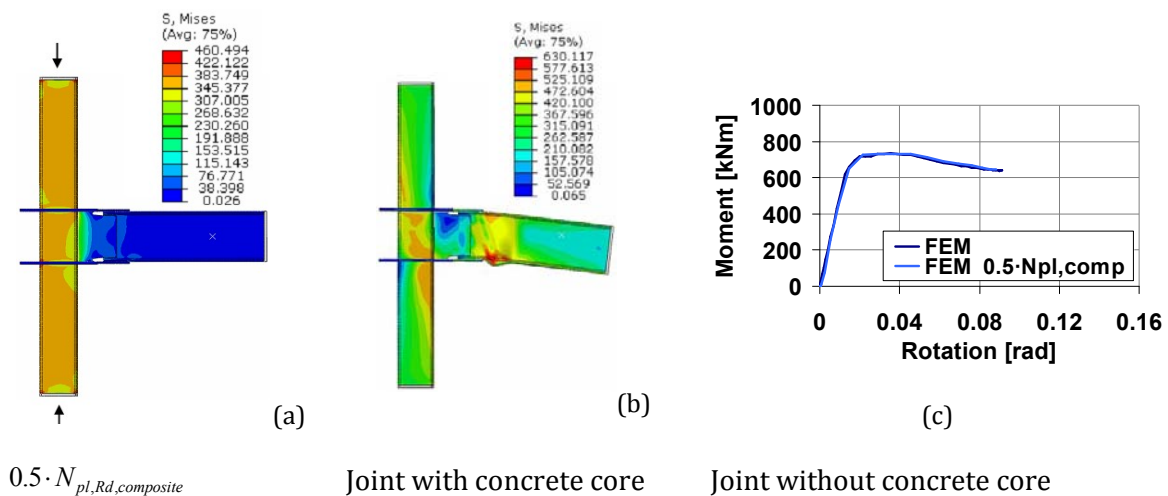 S, Mises
(Avg: 75%)
460.494
422.122
383.749
345.377
307.005
268.632
230.260
191.888
153.515
115.143
76.771
38.398
0.026
(a)
S, Mises
(Avg: 75%)
630.117
577.613
525.109
472.604
420.100
367.596
315.091
262.587
210.082
157.578
105.074
52.569
0.065
(b)
Moment [kNm]
1000
800
600
400
200
0
FEM
FEM 0.5·Npl,comp
0 0.04 0.08 0.12 0.16
Rotation [rad]
(c)
0.5·N_{pl,Rd,composite}
Joint with concrete core
Joint without concrete core